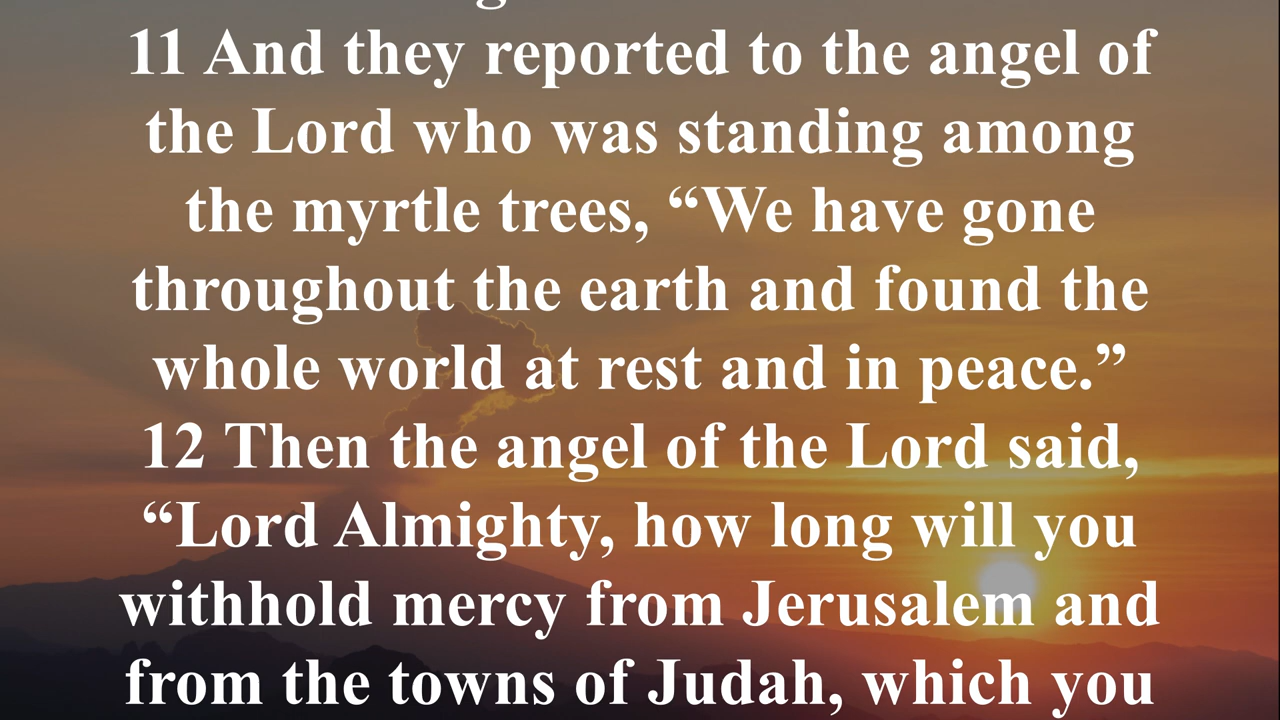 11 And they reported to the angel of
the Lord who was standing among
the myrtle trees, “We have gone
throughout the earth and found the
whole world at rest and in peace.”
12 Then the angel of the Lord said,
“Lord Almighty, how long will you
withhold mercy from Jerusalem and
from the towns of Judah, which you